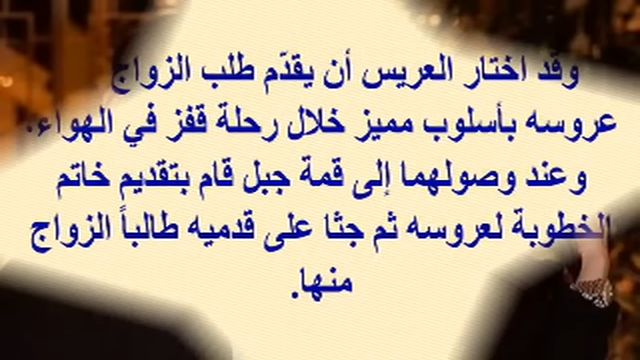 وقد اختار العريس أن يقدّم طلب الزواج
عروسه بأسلوب مميز خلال رحلة قفز في الهواء.
وعند وصولهما إلى قمة جبل قام بتقديم خاتم
الخطوبة لعروسه ثم جثا على قدميه طالباً الزواج
منها.